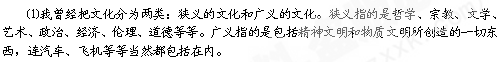 ⑴我曾经把文化分为两类：狭义的文化和广义的文化。狭义指的是哲学、宗教、文学、
艺术、政治、经济、伦理、道德等等。广义指的是包括精神文明和物质文明所创造的一切东
西，连汽车、飞机等等当然都包括在内。